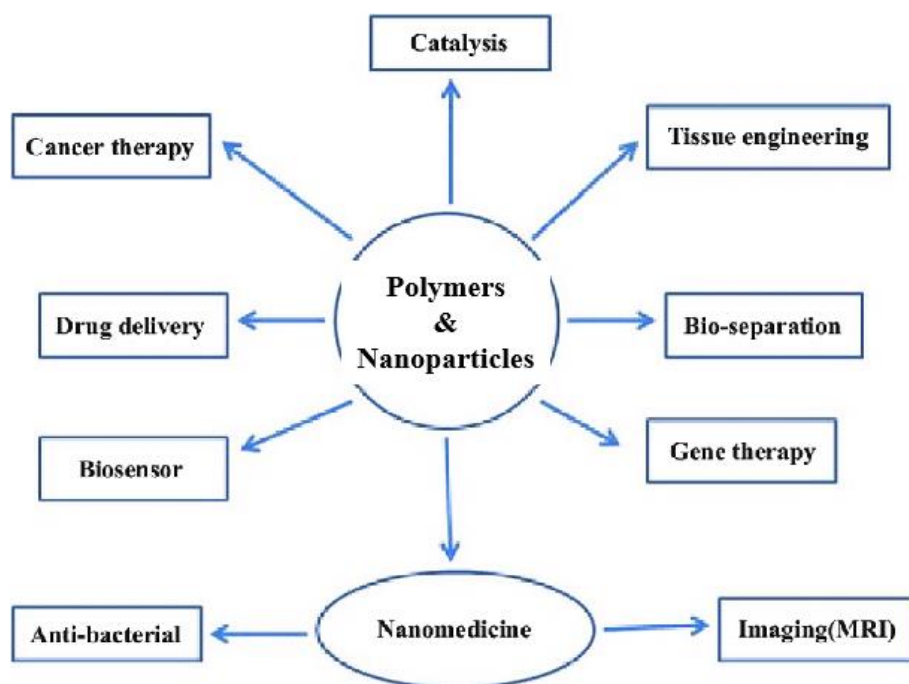 Catalysis
Cancer therapy
Tissue engineering
Polymers
&
Nanoparticles
Drug delivery
Bio-separation
Biosensor
Gene therapy
Anti-bacterial
Nanomedicine
Imaging(MRI)